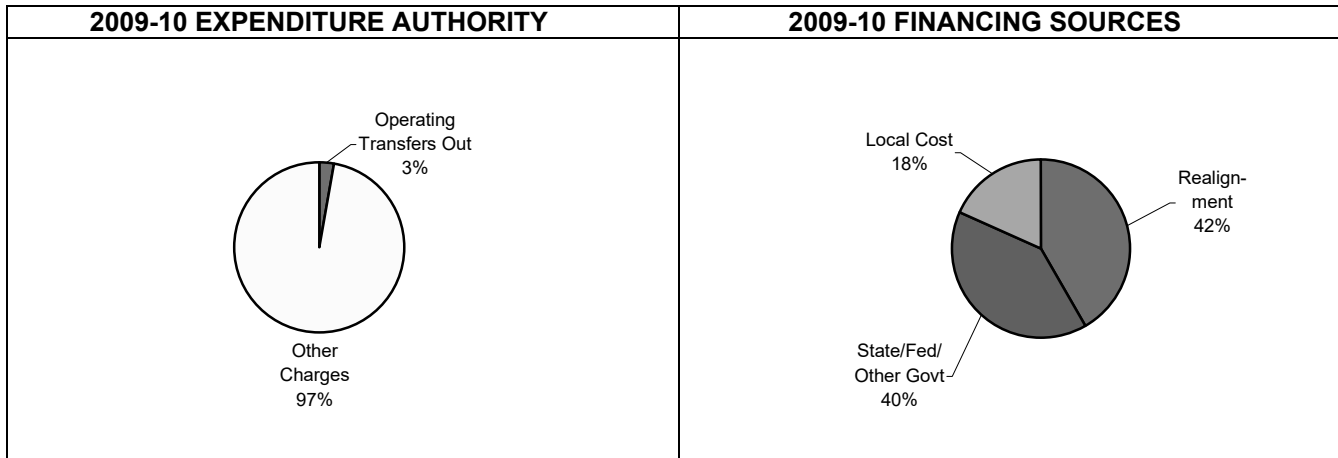 2009-10 EXPENDITURE AUTHORITY
Operating
Transfers Out
3%
Other
Charges
97%
2009-10 FINANCING SOURCES
Local Cost
18%
Realign-
ment
42%
State/Fed/
Other Govt
40%